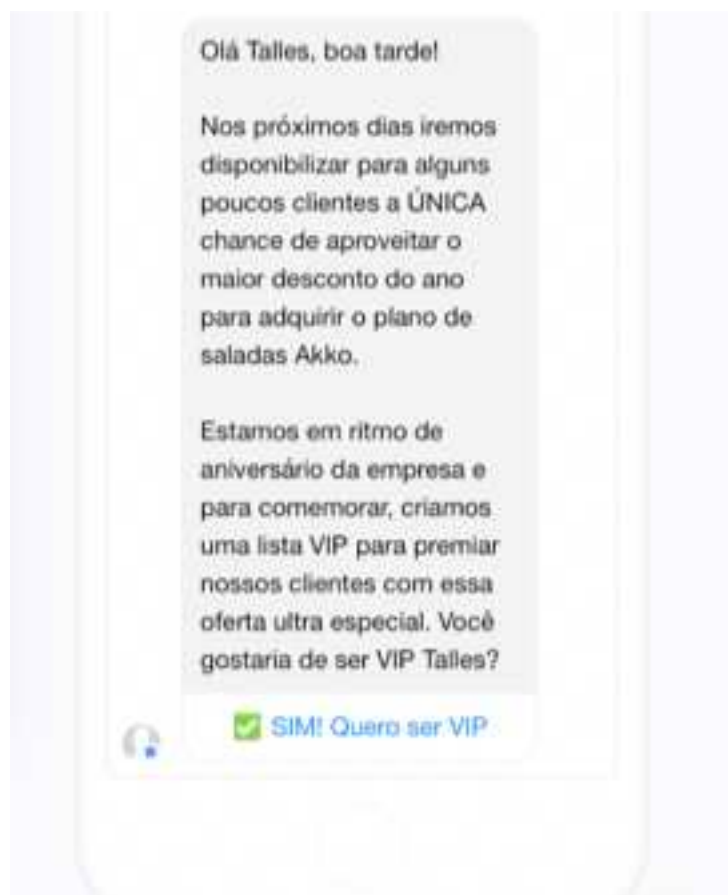 Olá Talles, boa tarde!
Nos próximos dias iremos
disponibilizar para alguns
poucos clientes a ÚNICA
chance de aproveitar o
maior desconto do ano
para adquirir o plano de
saladas Akko.
Estamos em ritmo de
aniversário da empresa e
para comemorar, criamos
uma lista VIP para premiar
nossos clientes com essa
oferta ultra especial. Você
gostaria de ser VIP Talles?
✅ SIM! Quero ser VIP